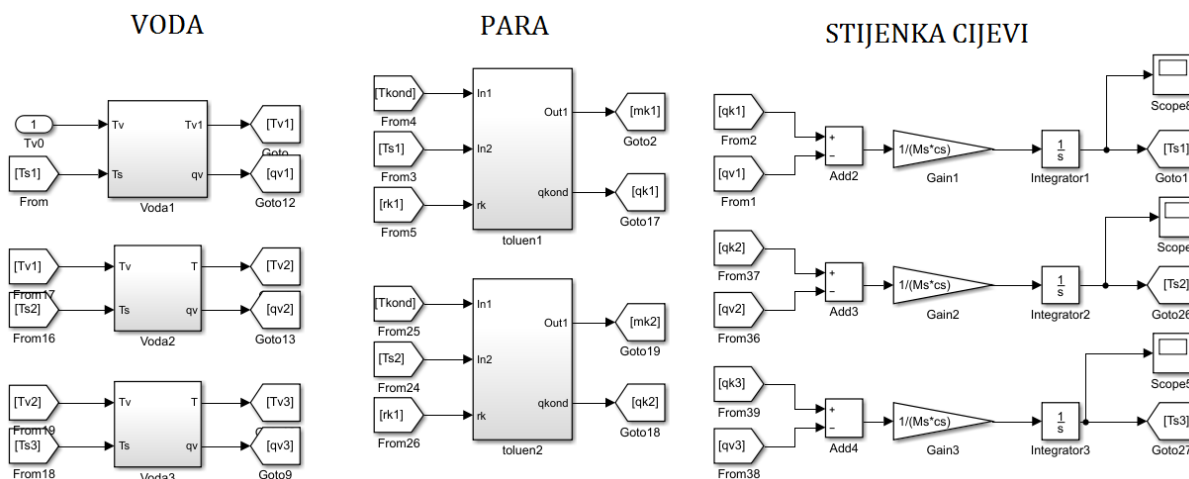 VODA
PARA
STIJENKA CIJEVI
1
Tv0
[Ts1]
From
Tv
Tv1
Ts
qv
Voda1
[Tv1]
Goto
[qv1]
Goto12
[Tv1]
From17
[Ts2]
From16
Tv
T
Ts
qv
Voda2
[Tv2]
[qv2]
Goto13
[Tv2]
From19
[Ts3]
From18
Tv
T
Ts
qv
Voda3
[Tv3]
[qv3]
Goto9
[Tkond]
From4
[Ts1]
From3
[rk1]
From5
In1
Out1
In2
qkond
rk
toluen1
[mk1]
Goto2
[qk1]
Goto17
[Tkond]
From25
[Ts2]
From24
[rk1]
From26
In1
Out1
In2
qkond
rk
toluen2
[mk2]
Goto19
[qk2]
Goto18
[qk1]
From2
[qv1]
From1
+
−
Add2
1/(Ms*cs)
Gain1
1
s
Integrator1
Scope8
[Ts1]
Goto1
[qk2]
From37
[qv2]
From36
+
−
Add3
1/(Ms*cs)
Gain2
1
s
Integrator2
Scope
[Ts2]
Goto26
[qk3]
From39
[qv3]
From38
+
−
Add4
1/(Ms*cs)
Gain3
1
s
Integrator3
Scope5
[Ts3]
Goto27